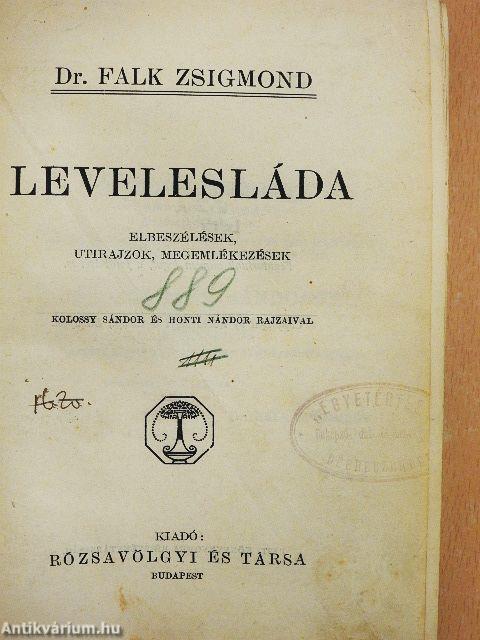 Dr. FALK ZSIGMOND
LEVELESLÁDA
ELBESZÉLÉSEK,
UTIRAJZOK, MEGEMLÉKEZÉSEK
889
KOLOSSY SÁNDOR ÉS HONTI NÁNDOR RAJZAIVAL
KIADÓ:
RÓZSAVÖLGYI ÉS TÁRSA
BUDAPEST
Antikvárium.hu